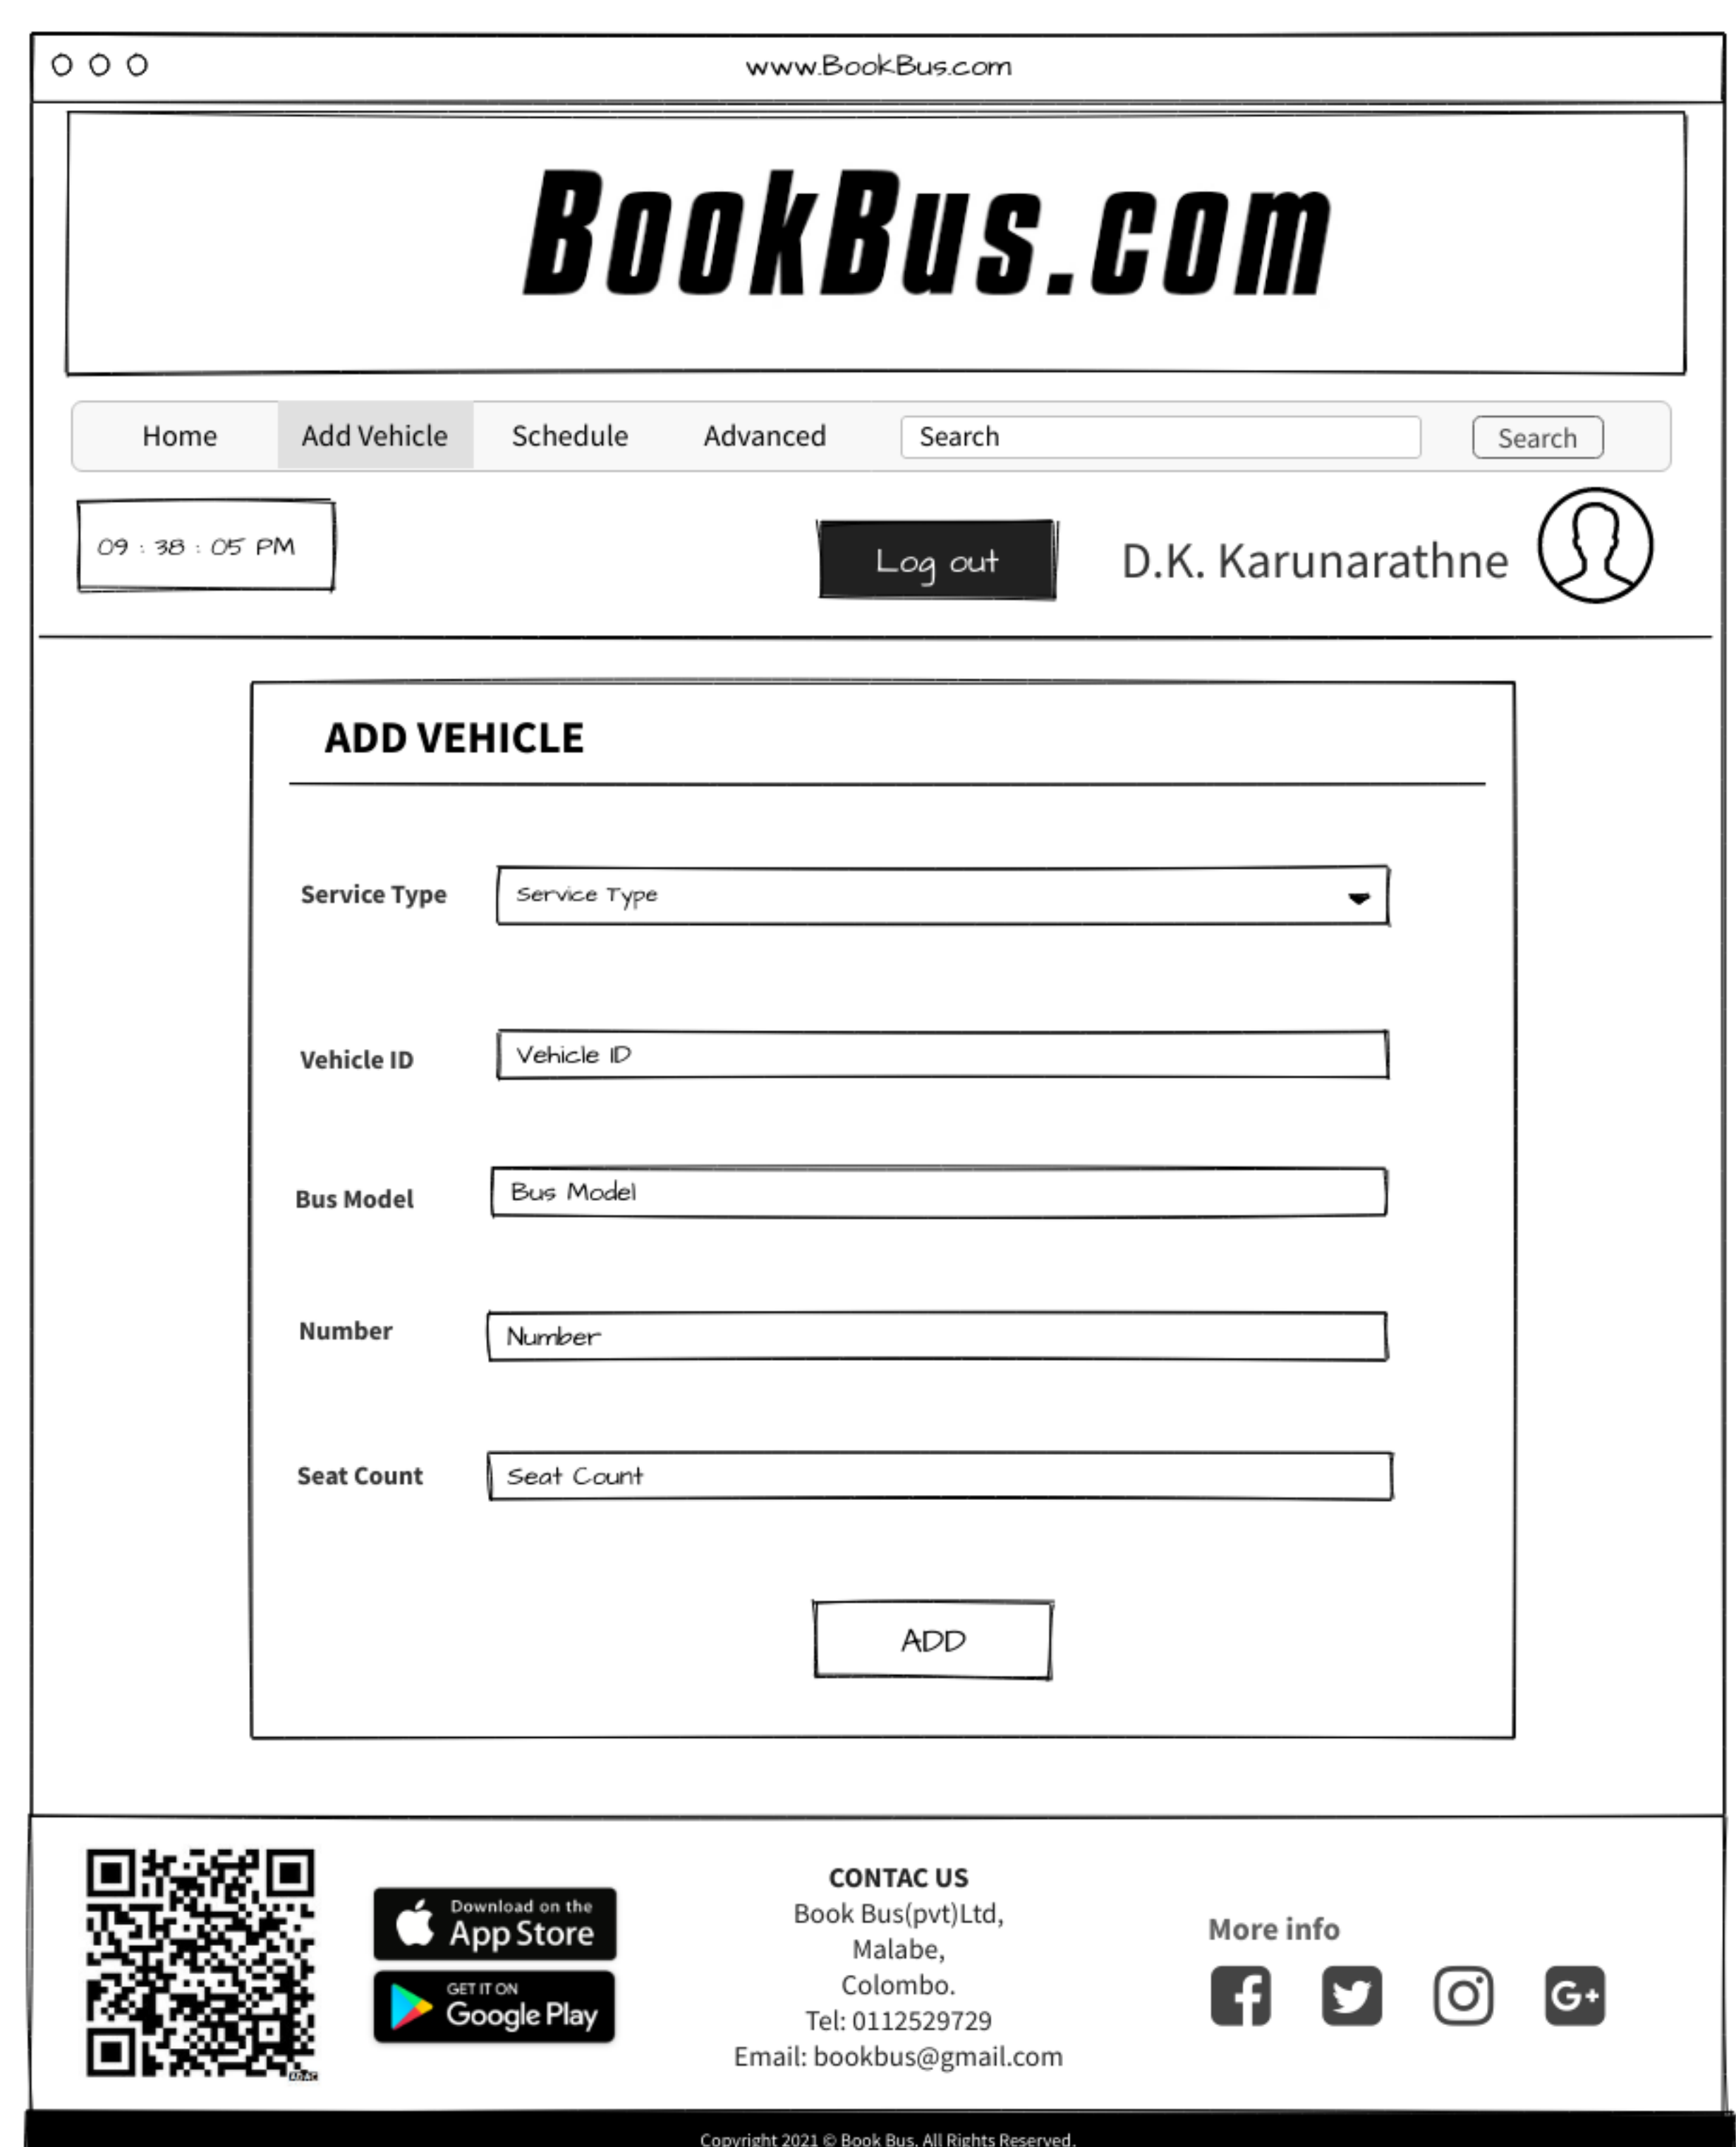 www.BookBus.com
BookBus.com
Home Add Vehicle Schedule Advanced Search Search
09 : 38 : 05 PM Log out D.K. Karunarathne
ADD VEHICLE
Service Type Service Type
Vehicle ID Vehicle ID
Bus Model Bus Model
Number Number
Seat Count Seat Count
ADD
Download on the
App Store
GET IT ON
Google Play
CONTAC US
Book Bus(pvt)Ltd,
Malabe,
Colombo.
Tel: 0112529729
Email: bookbus@gmail.com
More info
G+
Copyright 2021 © Book Bus. All Rights Reserved.